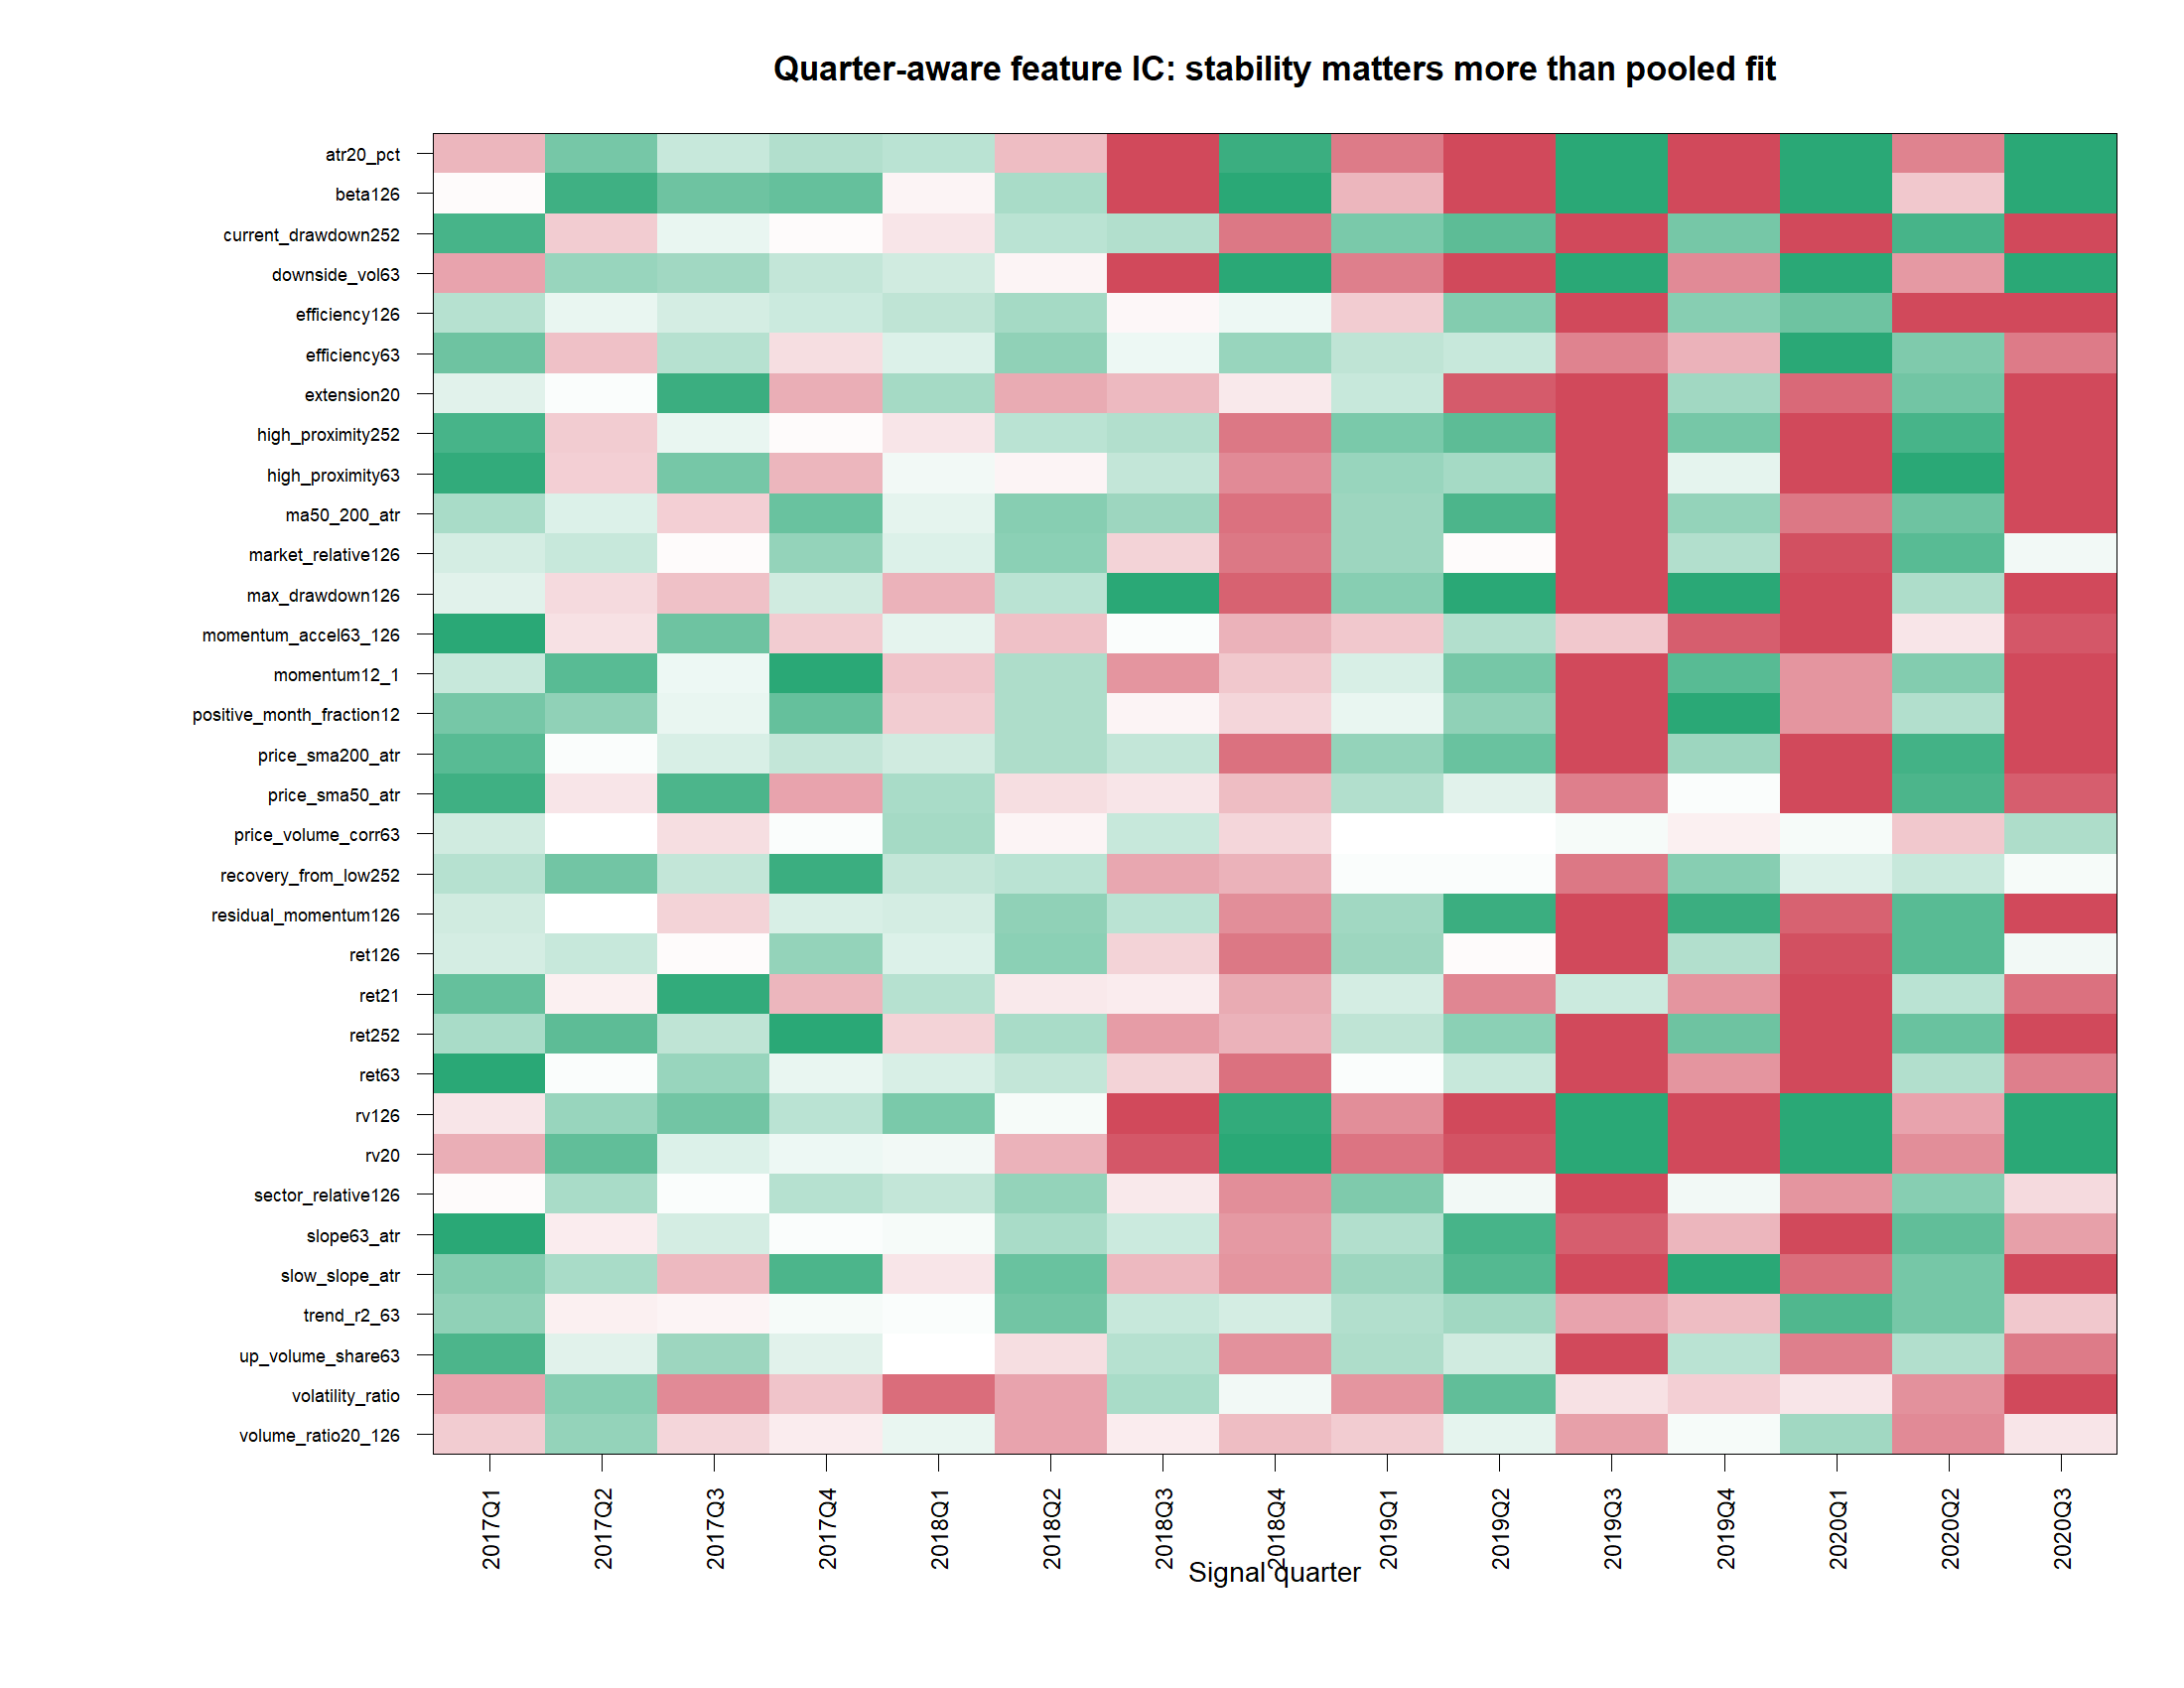 Quarter-aware feature IC: stability matters more than pooled fit
atr20_pct
beta126
current_drawdown252
downside_vol63
efficiency126
efficiency63
extension20
high_proximity252
high_proximity63
ma50_200_atr
market_relative126
max_drawdown126
momentum_accel63_126
momentum12_1
positive_month_fraction12
price_sma200_atr
price_sma50_atr
price_volume_corr63
recovery_from_low252
residual_momentum126
ret126
ret21
ret252
ret63
rv126
rv20
sector_relative126
slope63_atr
slow_slope_atr
trend_r2_63
up_volume_share63
volatility_ratio
volume_ratio20_126
2017Q1
2017Q2
2017Q3
2017Q4
2018Q1
2018Q2
2018Q3
2018Q4
2019Q1
2019Q2
2019Q3
2019Q4
2020Q1
2020Q2
2020Q3
Signal quarter